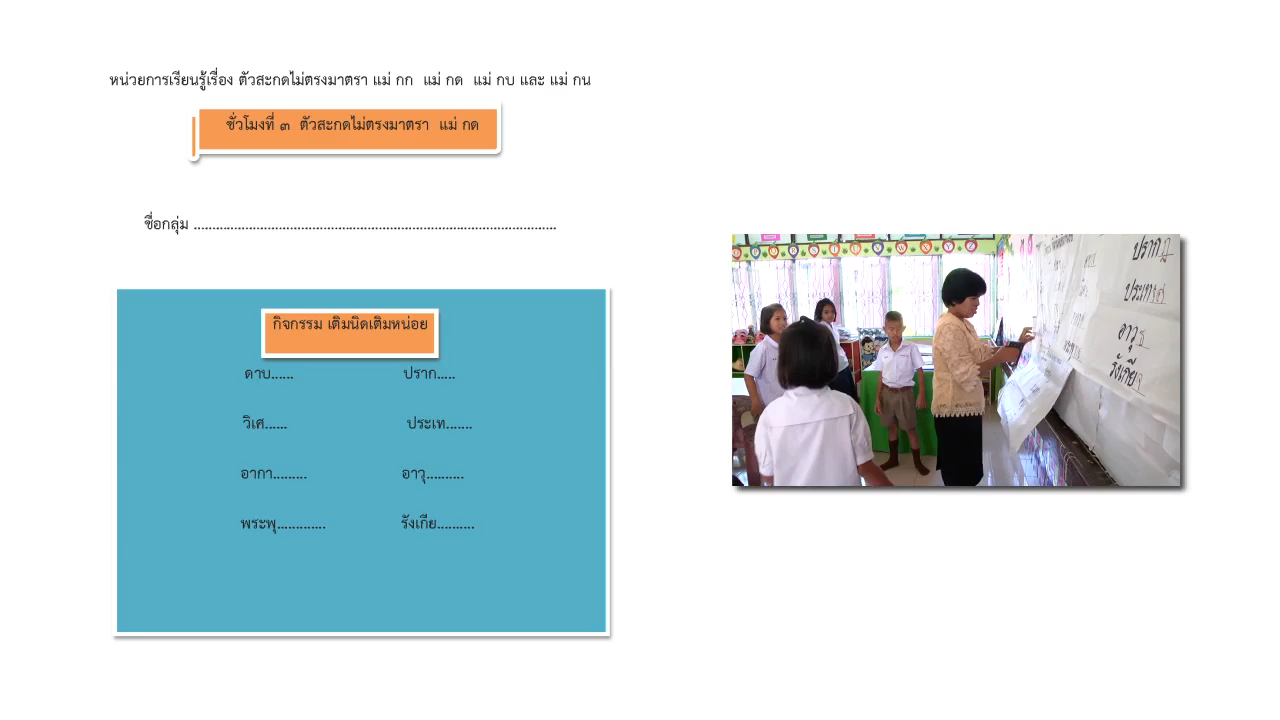 หน่วยการเรียนรู้เรื่อง ตัวสะกดไม่ตรงมาตรา แม่ กก แม่ กด แม่ กบ และ แม่ กน
ชั่วโมงที่ ๓ ตัวสะกดไม่ตรงมาตรา แม่ กด
ชื่อกลุ่ม ................................................................................................
กิจกรรม เติมนิดเติมหน่อย
ดาบ...... ปราก.....
วิเศ...... ประเท.......
อากา......... อาวุ..........
พระพุ............. รังเกีย..........
ปรากฏ
ประเทศ
อาวุธ
รังเกียจ